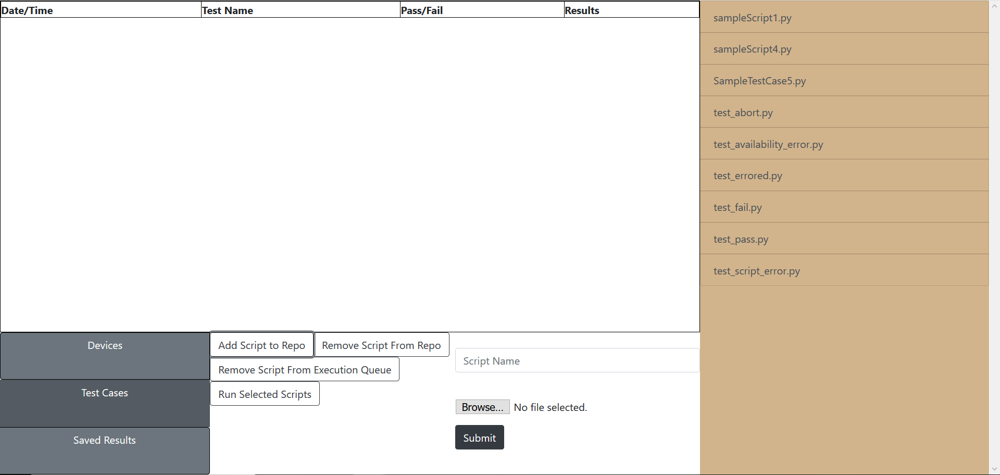 Date/Time Test Name Pass/Fail Results
sampleScript1.py
sampleScript4.py
SampleTestCase5.py
test_abort.py
test_availability_error.py
test_errored.py
test_fail.py
test_pass.py
test_script_error.py
Devices
Test Cases
Saved Results
Add Script to Repo Remove Script From Repo
Remove Script From Execution Queue
Run Selected Scripts
Script Name
Browse... No file selected.
Submit